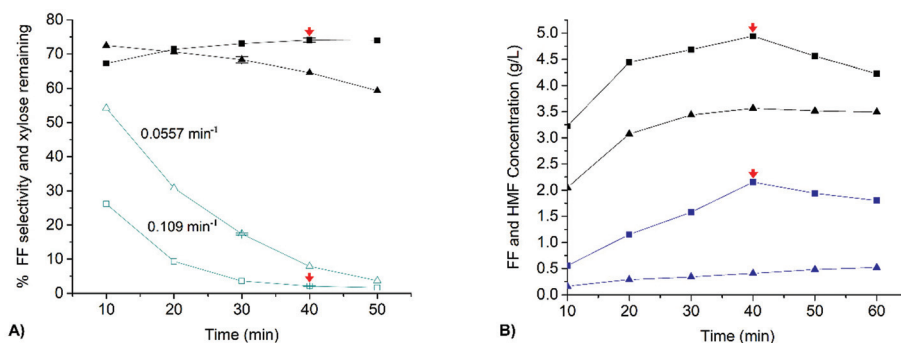 % FF selectivity and xylose remaining
80
70
60
50
40
30
20
10
0
0.0557 min⁻¹
0.109 min⁻¹
10 20 30 40 50
Time (min)
A)
FF and HMF Concentration (g/L)
5.0
4.5
4.0
3.5
3.0
2.5
2.0
1.5
1.0
0.5
0.0
10 20 30 40 50 60
Time (min)
B)